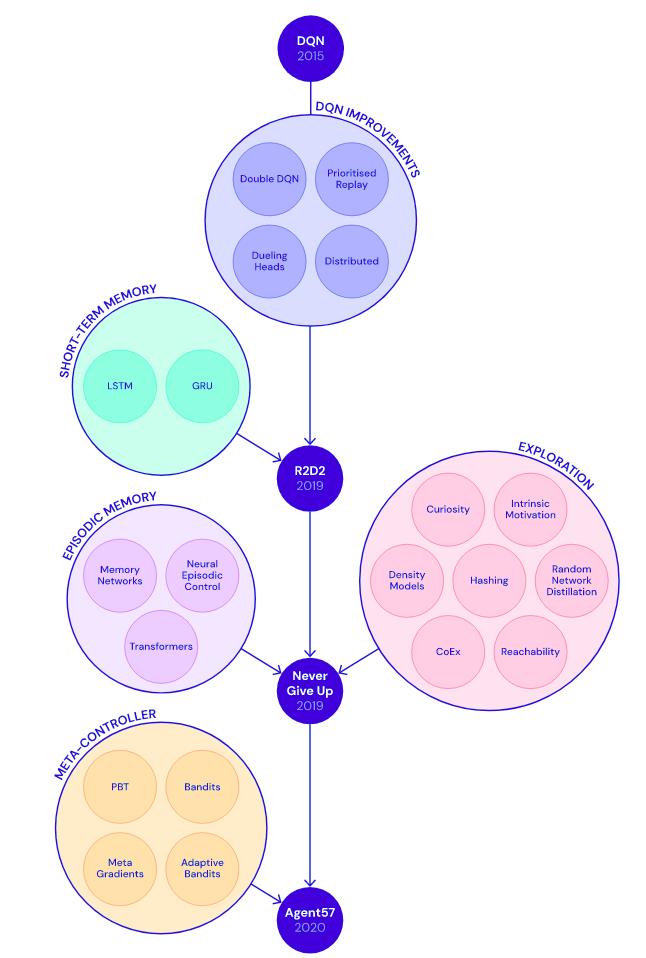 DQN
2015
DQN IMPROVEMENTS
Double DQN
Prioritised
Replay
Dueling
Heads
Distributed
SHORT-TERM MEMORY
LSTM
GRU
R2D2
2019
EXPLORATION
Curiosity
Intrinsic
Motivation
Density
Models
Hashing
Random
Network
Distillation
CoEx
Reachability
EPISODIC MEMORY
Memory
Networks
Neural
Episodic
Control
Transformers
Never
Give Up
2019
META-CONTROLLER
PBT
Bandits
Meta
Gradients
Adaptive
Bandits
Agent57
2020